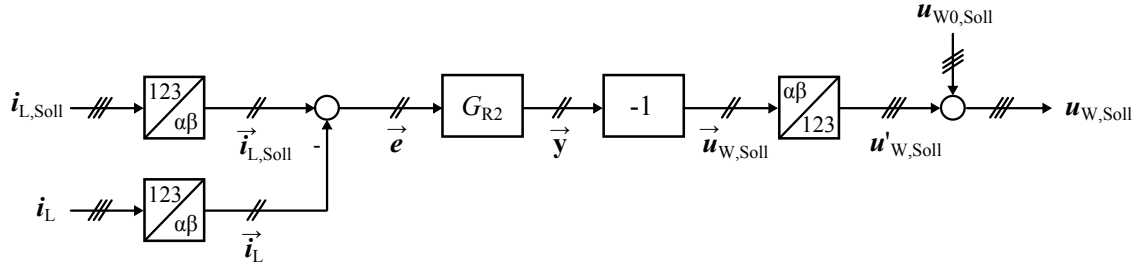 u_W0,Soll
i_L,Soll
123
αβ
i_L,Soll
-
e
G_R2
y
-1
u_W,Soll
αβ
123
u'_W,Soll
u_W,Soll
i_L
123
αβ
i_L